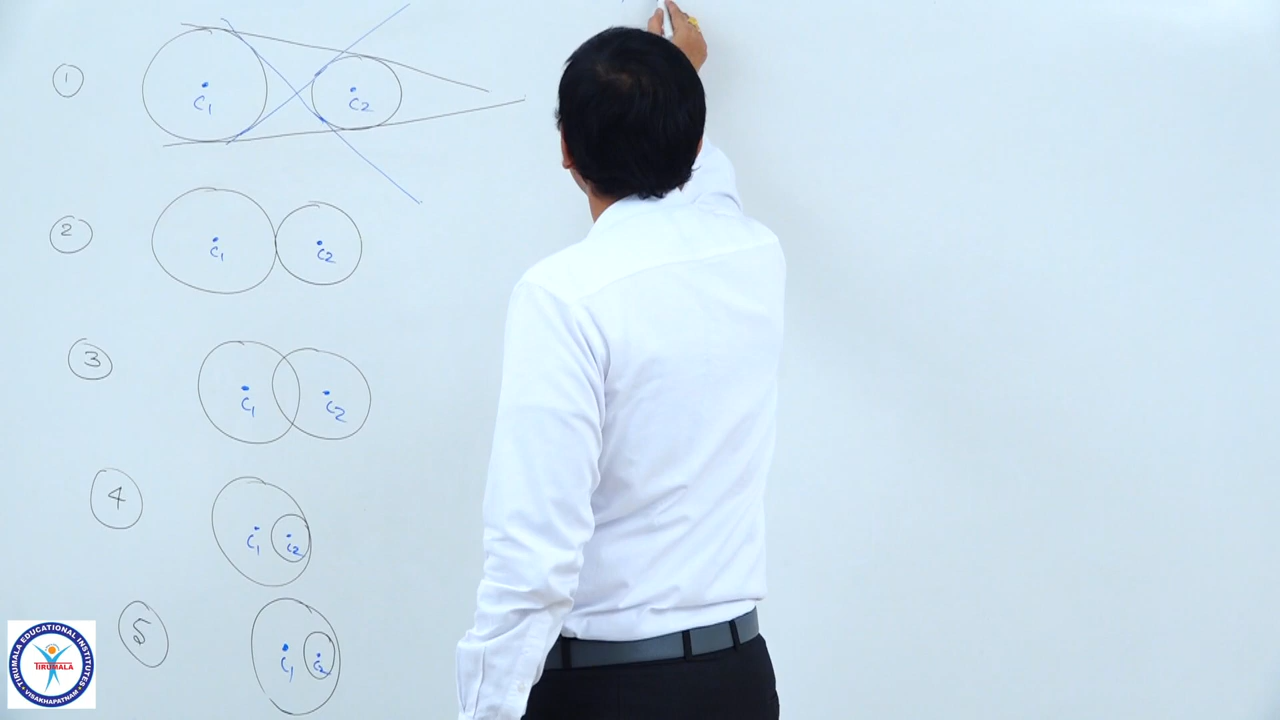 ①
C₁ C₂
②
C₁ C₂
③
C₁ C₂
④
C₁ C₂
⑤
C₁ C₂
TIRUMALA EDUCATIONAL INSTITUTES
TIRUMALA
• VISAKHAPATNAM •